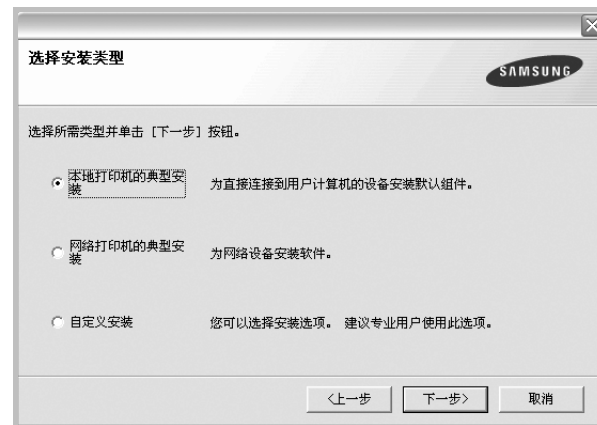 选择安装类型
SAMSUNG
选择所需类型并单击 [下一步] 按钮。
本地打印机的典型安
装
为直接连接到用户计算机的设备安装默认组件。
网络打印机的典型安
装
为网络设备安装软件。
自定义安装
您可以选择安装选项。 建议专业用户使用此选项。
<上一步
下一步>
取消